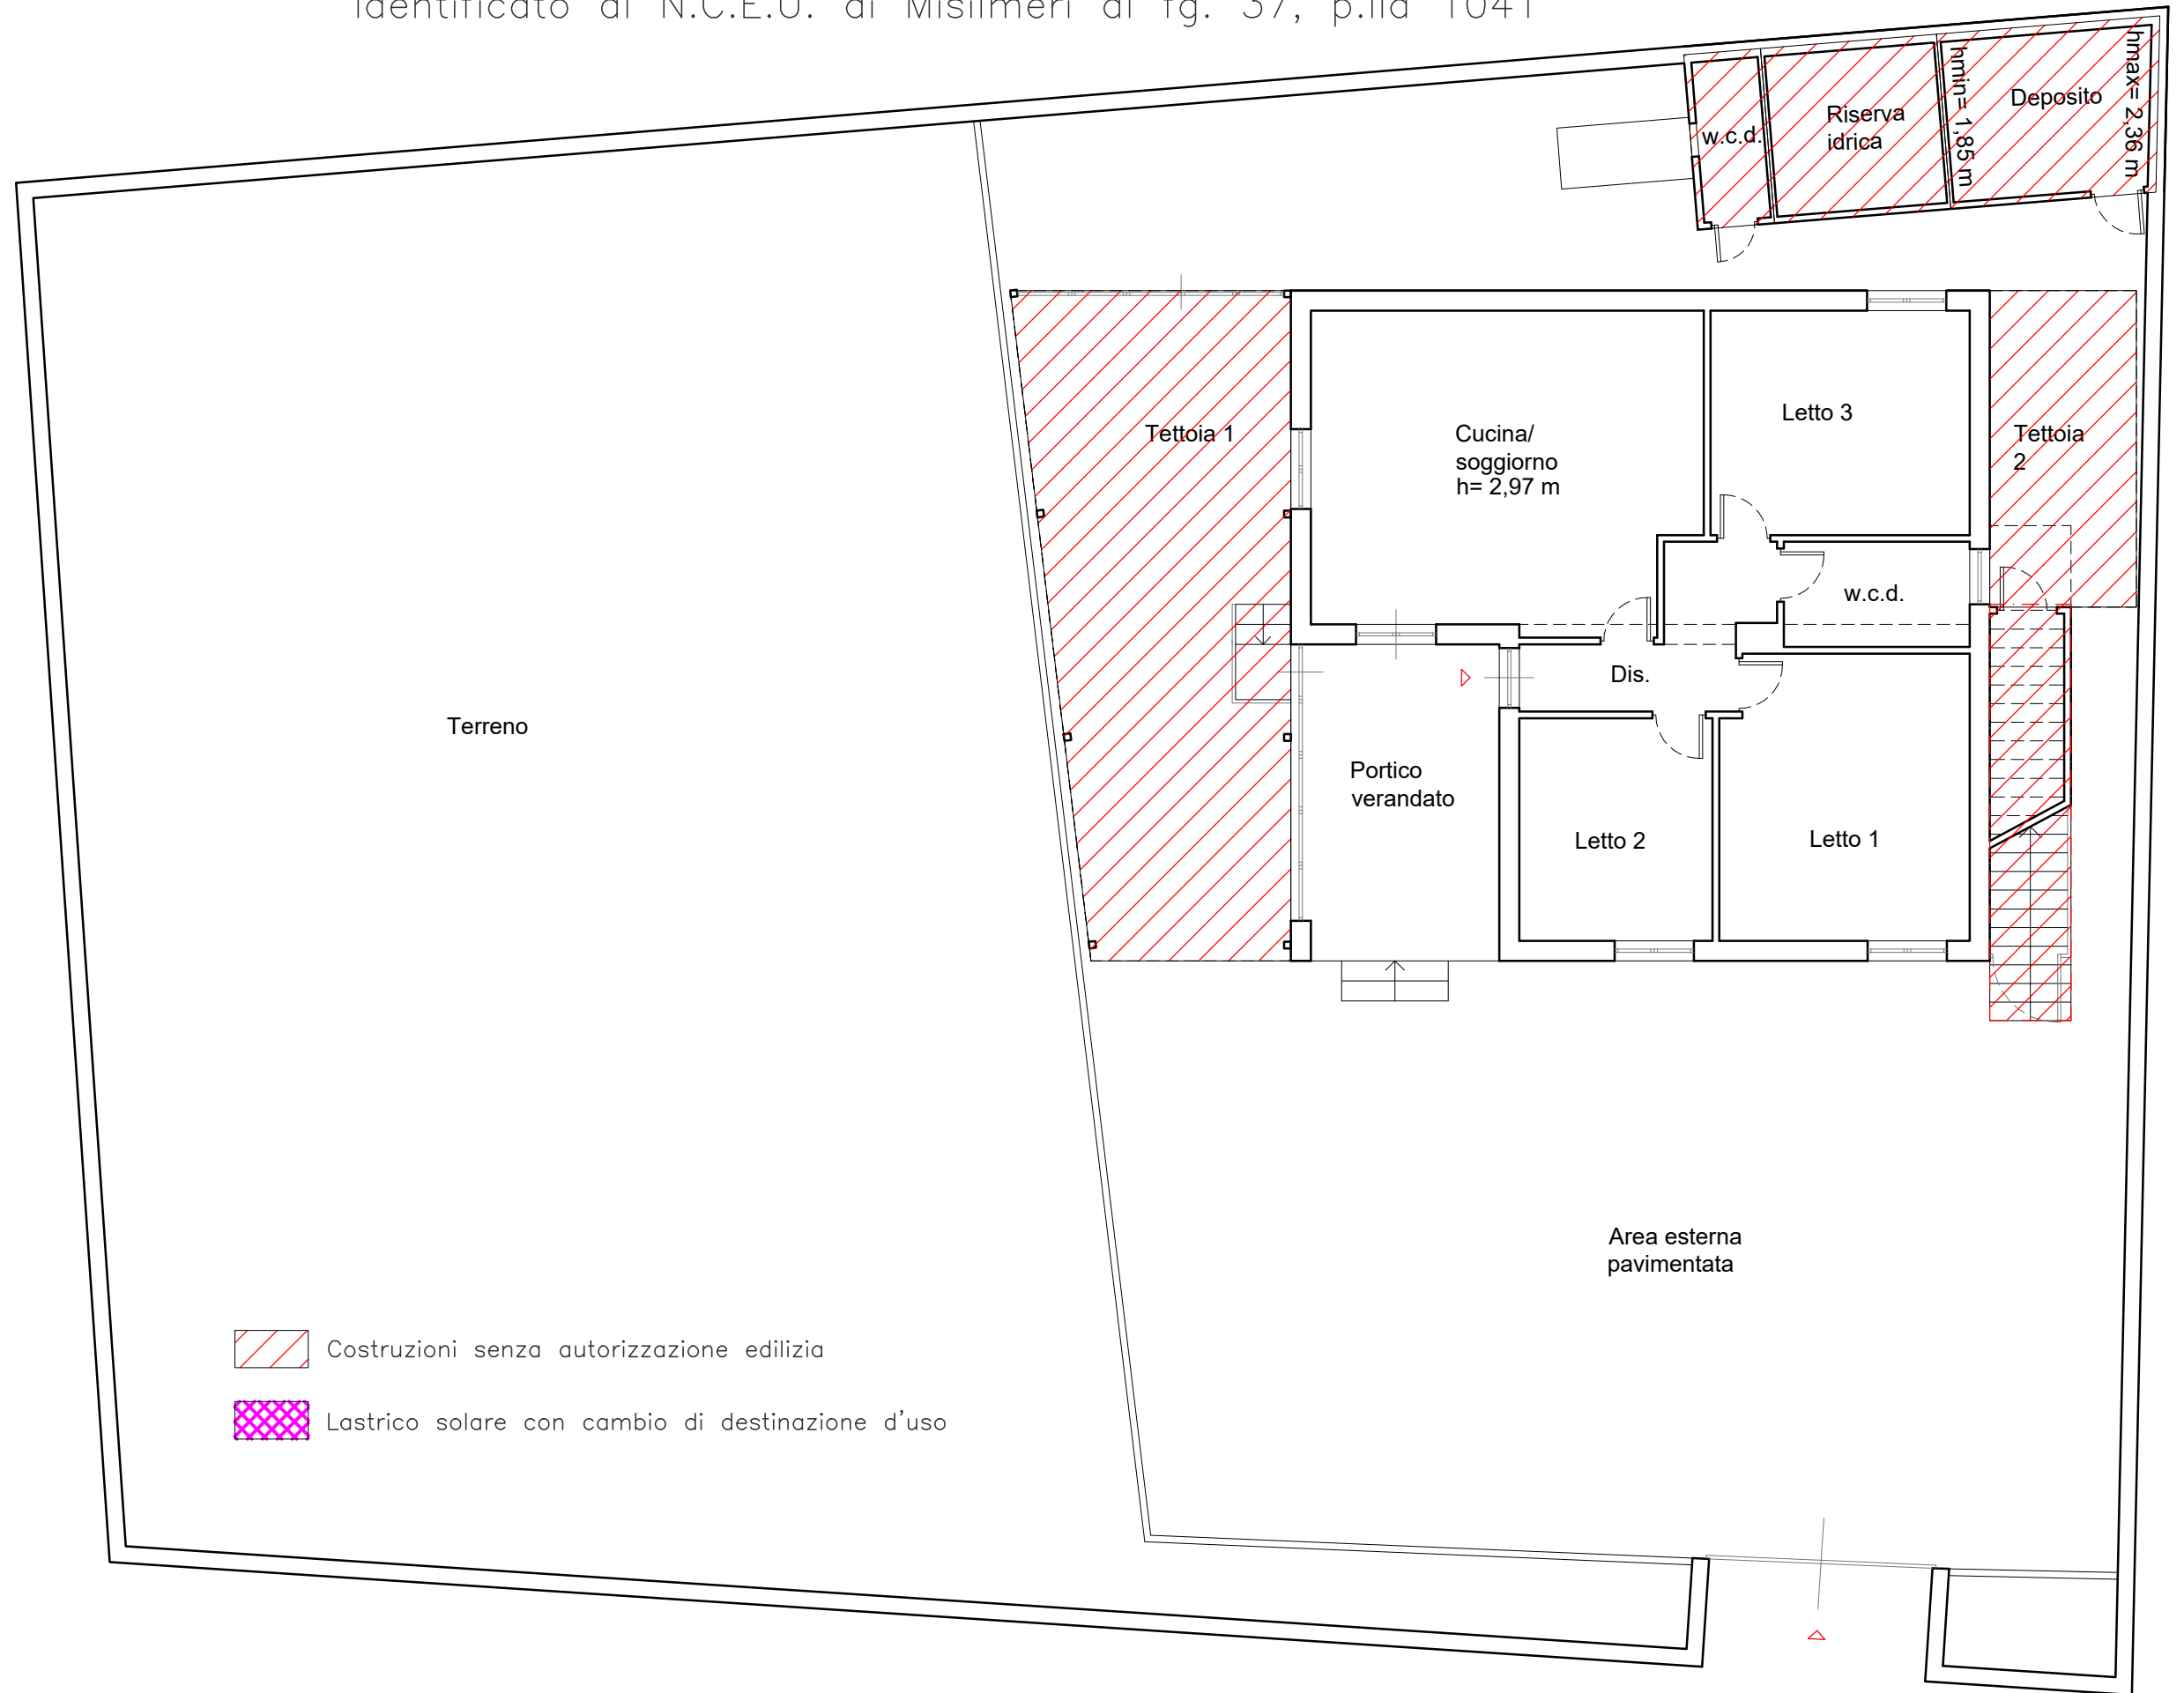 Identificato al N.C.E.U. di Misilmeri al fg. 37, p.lla 1041
hmax= 2,36 m
Deposito
hmin= 1,85 m
Riserva
idrica
w.c.d.
Letto 3
Tettoia 1
Cucina/
soggiorno
h= 2,97 m
Tettoia
2
w.c.d.
Dis.
Terreno
Portico
verandato
Letto 2
Letto 1
Area esterna
pavimentata
Costruzioni senza autorizzazione edilizia
Lastrico solare con cambio di destinazione d'uso